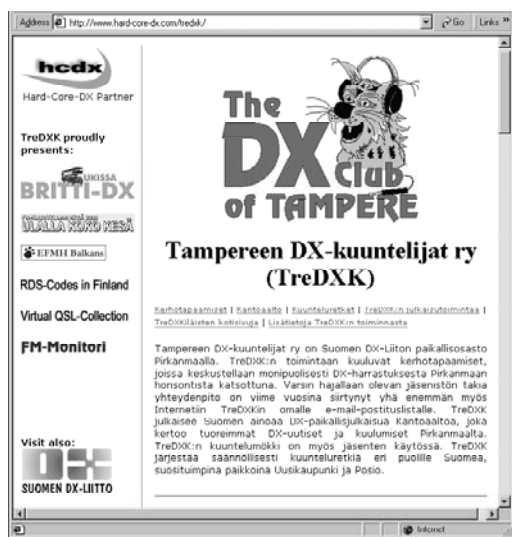 Address http://www.hard-core-dx.com/tredxk/ Go Links »
hcdx
Hard-Core-DX Partner
TreDXK proudly
presents:
UKISSA
BRITTI-DX
ULALLA KOKO KESÄ
EFMH Balkans
RDS-Codes in Finland
Virtual QSL-Collection
FM-Monitori
Visit also:
SUOMEN DX-LIITTO
The
DX
Club
of TAMPERE
Tampereen DX-kuuntelijat ry
(TreDXK)
Kerhotapaamiset | Kantoaalto | Kuunteluretket | TreDXK:n julkaisutoimintaa |
TreDXKiläisten kotisivuja | Lisätietoja TreDXK:n toiminnasta
Tampereen DX-kuuntelijat ry on Suomen DX-Liiton paikallisosasto
Pirkanmaalla. TreDXK:n toimintaan kuuluvat kerhotapaamiset,
joissa keskustellaan monipuolisesti DX-harrastuksesta Pirkanmaan
honsontista katsottuna. Varsin hajallaan olevan jäsenistön takia
yhteydenpito on viime vuosina siirtynyt yhä enemmän myös
Internetiin TreDXKin omalle e-mail-postituslistalle. TreDXK
julkaisee Suomen ainoaa DX-paikallisjulkaisua Kantoaaltoa, joka
kertoo tuoreimmat DX-uutiset ja kuulumiset Pirkanmaalta.
TreDXK:n kuuntelumökki on myös jäsenten käytössä. TreDXK
järjestää säännöllisesti kuunteluretkiä eri puolille Suomea,
suosituimpina paikkoina Uusikaupunki ja Posio.
Internet